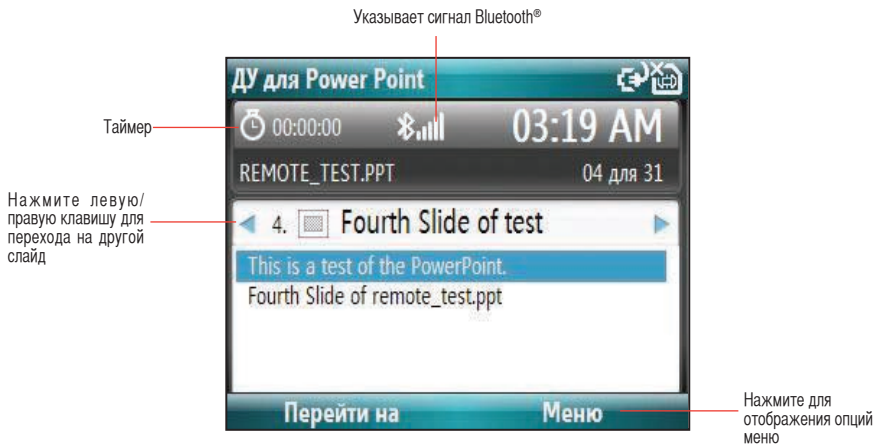 Указывает сигнал Bluetooth®
ДУ для Power Point
Таймер
00:00:00
03:19 AM
REMOTE_TEST.PPT
04 для 31
Нажмите левую/
правую клавишу для
перехода на другой
слайд
4. Fourth Slide of test
This is a test of the PowerPoint.
Fourth Slide of remote_test.ppt
Перейти на
Меню
Нажмите для
отображения опций
меню